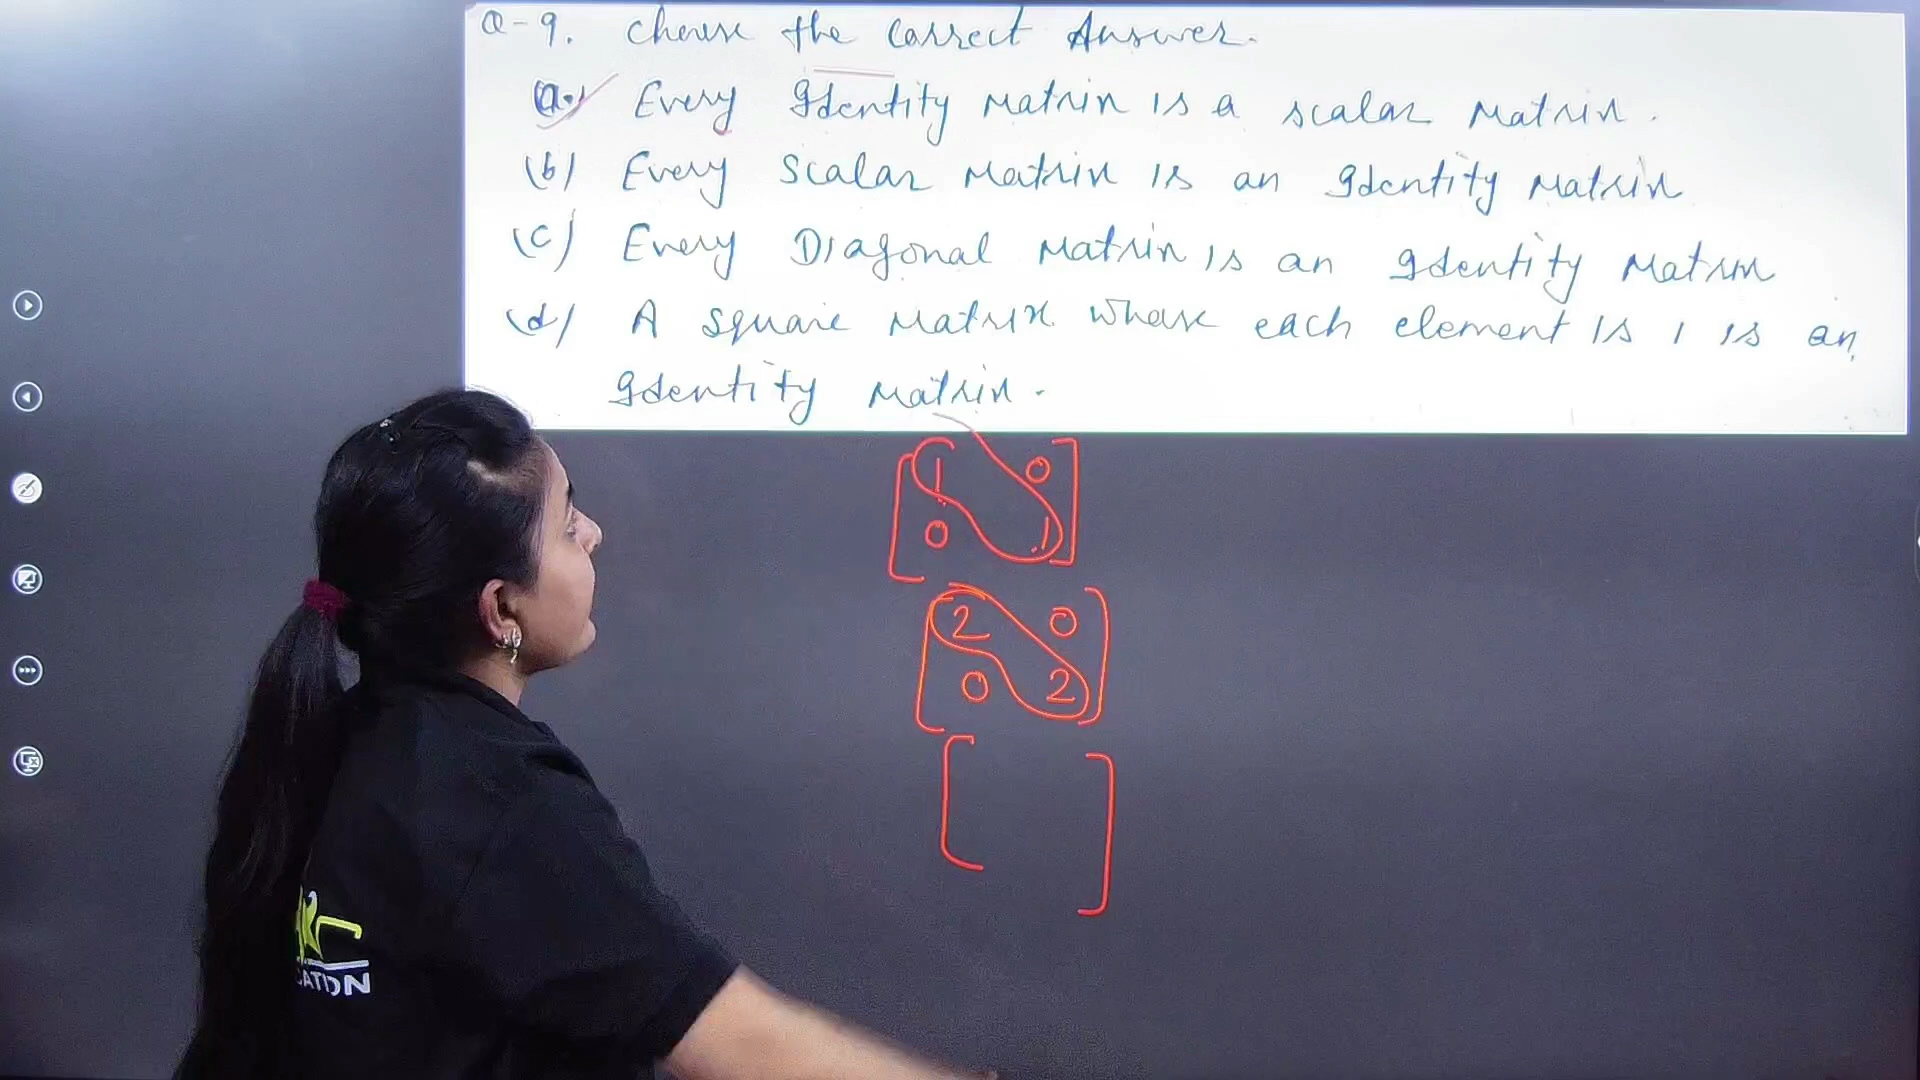 Q-9. Choose the Correct Answer.
(a) Every Identity Matrix is a scalar Matrix.
(b) Every Scalar Matrix is an Identity Matrix
(c) Every Diagonal Matrix is an Identity Matrix
(d) A square Matrix whose each element is 1 is an
Identity Matrix.
1 0
0 1
2 0
0 2
CATION